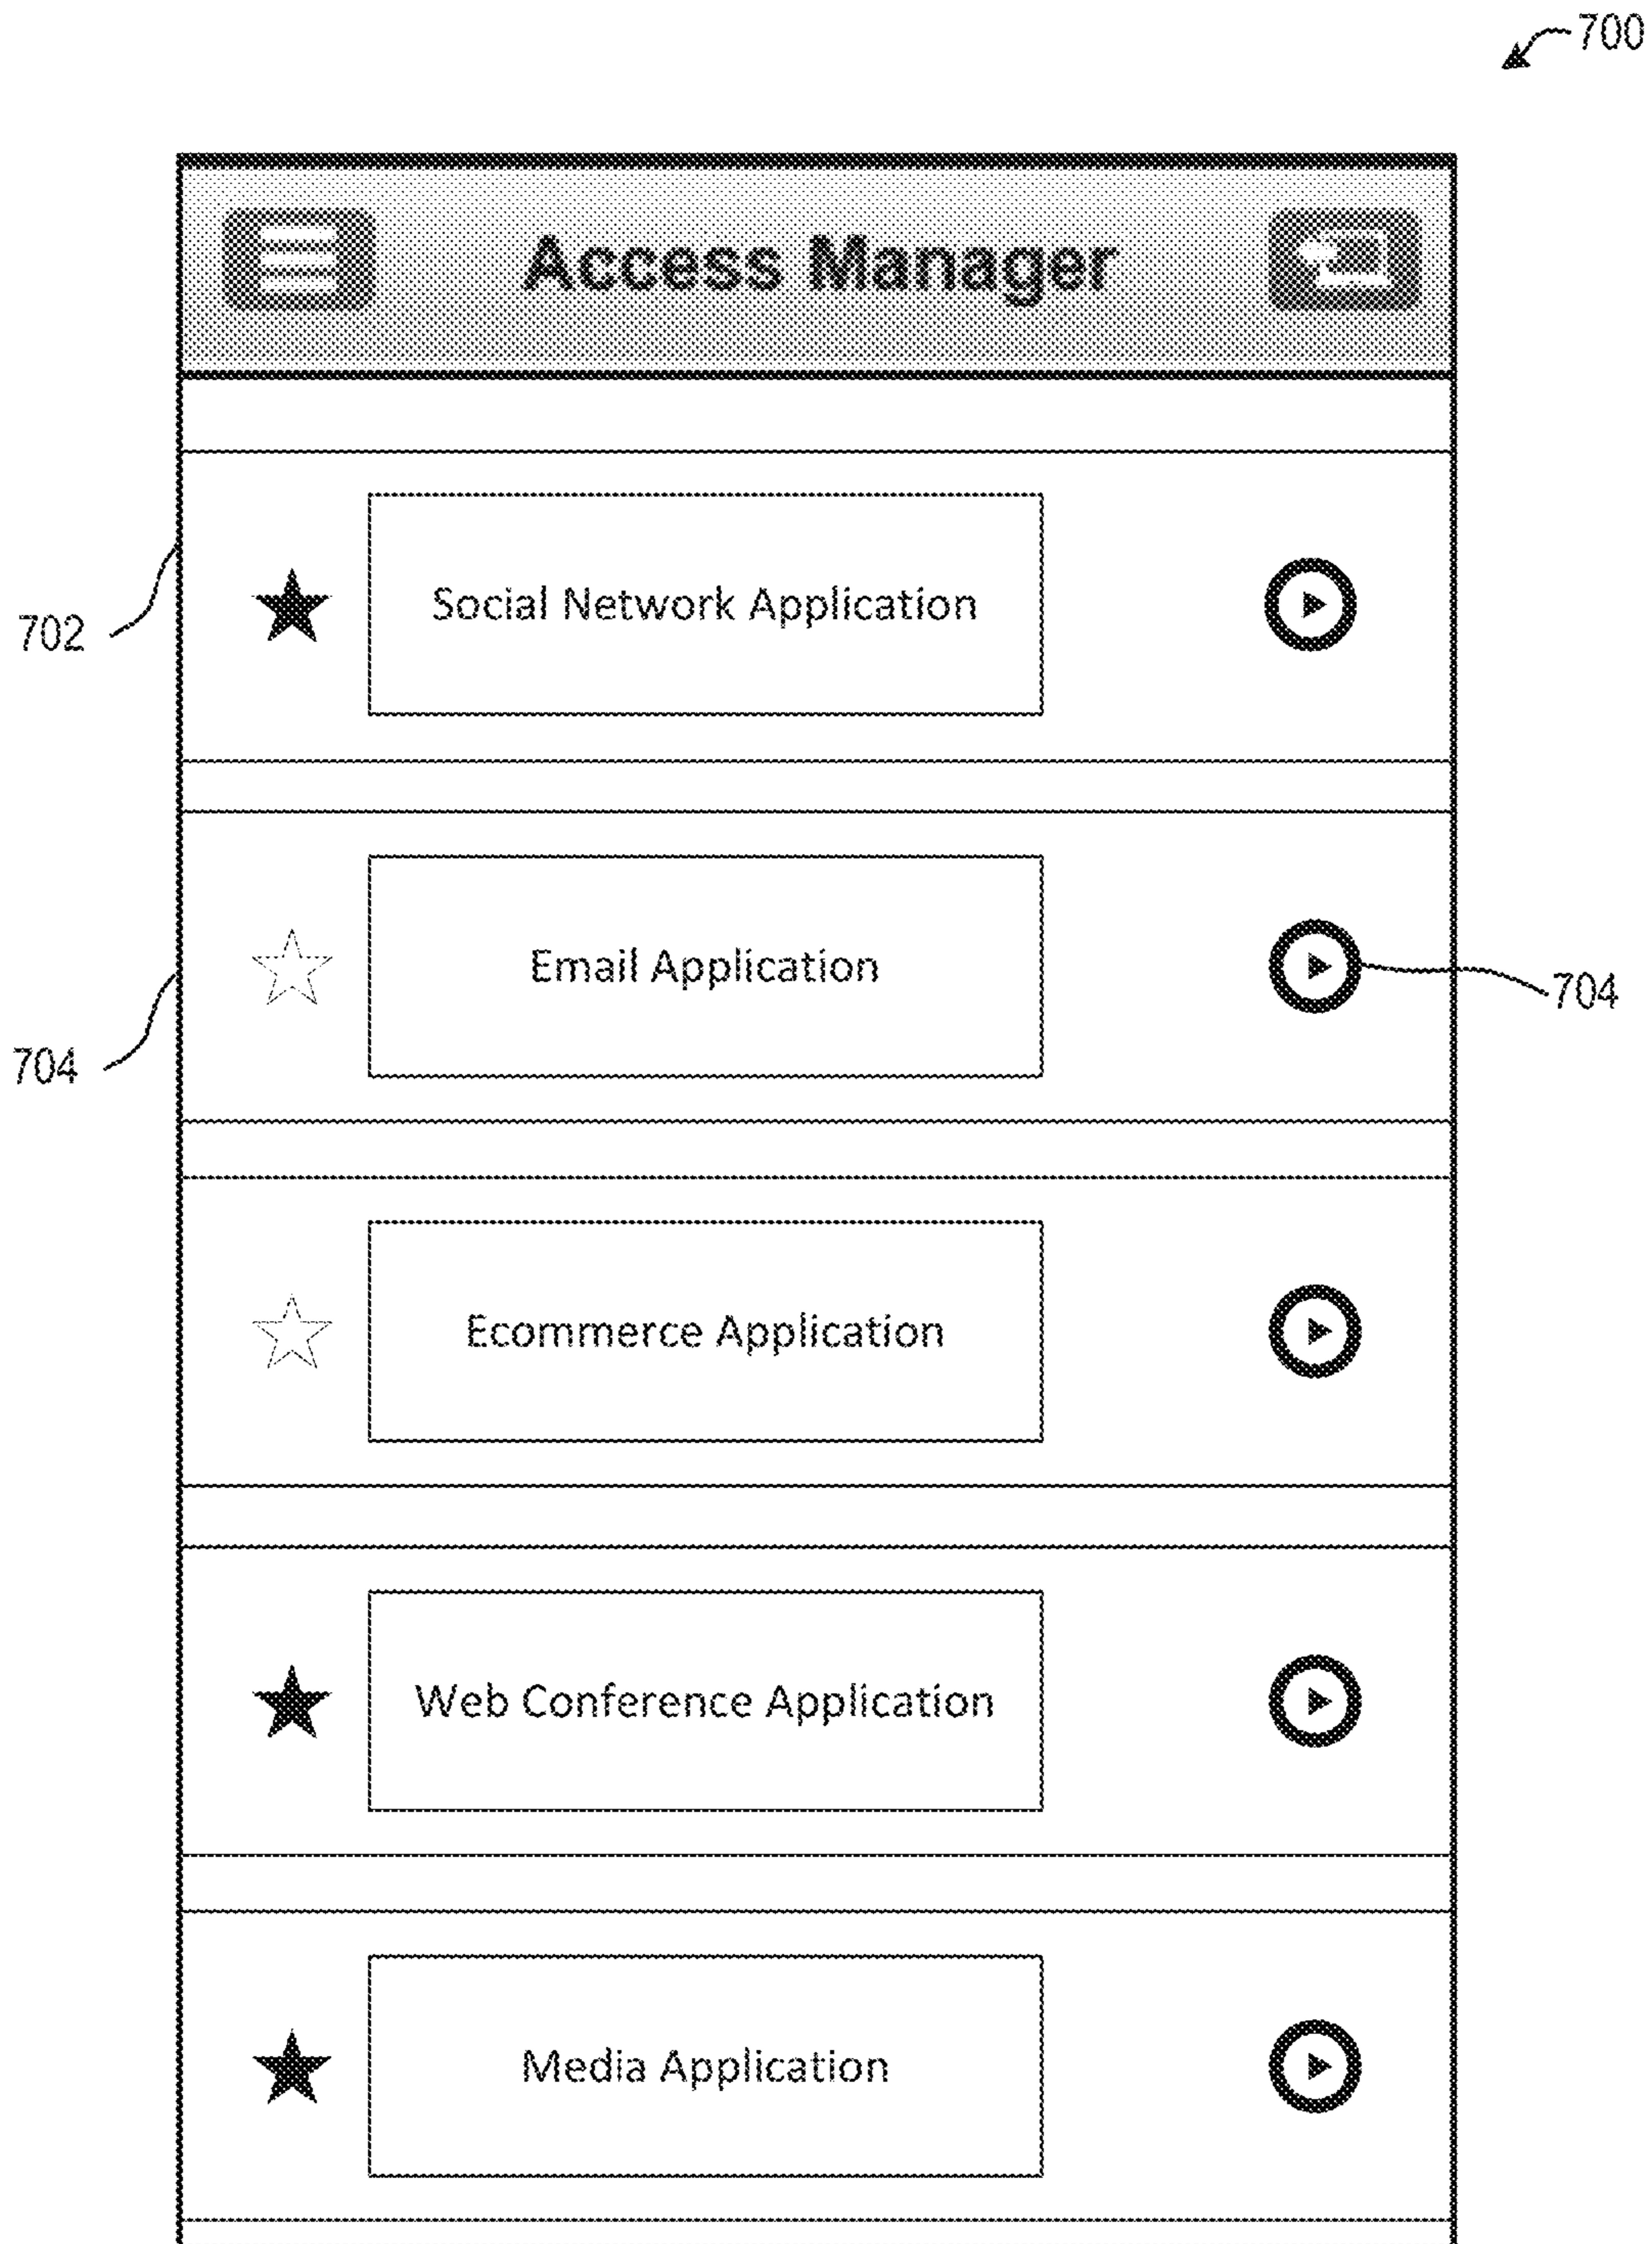 700
Access Manager
Social Network Application
702
Email Application
704
704
Ecommerce Application
Web Conference Application
Media Application